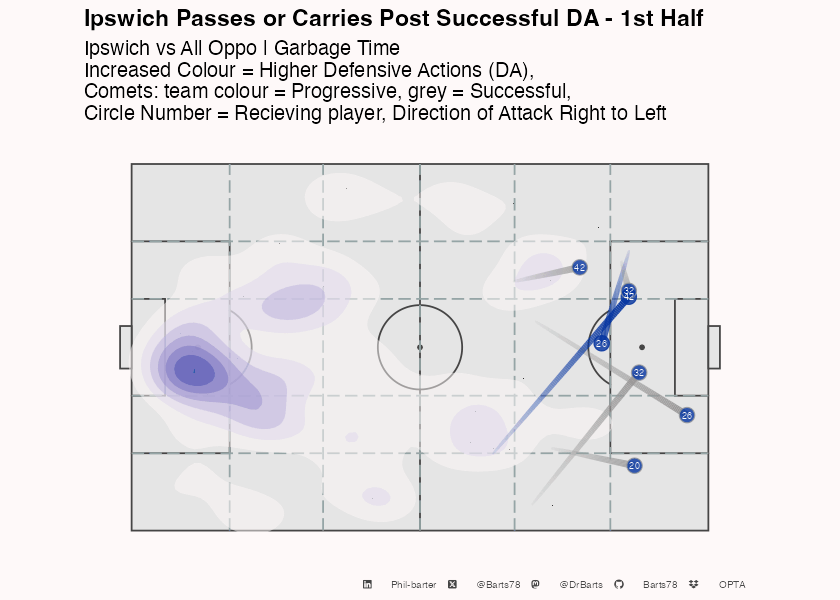 Ipswich Passes or Carries Post Successful DA - 1st Half
Ipswich vs All Oppo | Garbage Time
Increased Colour = Higher Defensive Actions (DA),
Comets: team colour = Progressive, grey = Successful,
Circle Number = Recieving player, Direction of Attack Right to Left
42
32
42
26
32
26
20
Phil-barter @Barts78 @DrBarts Barts78 OPTA